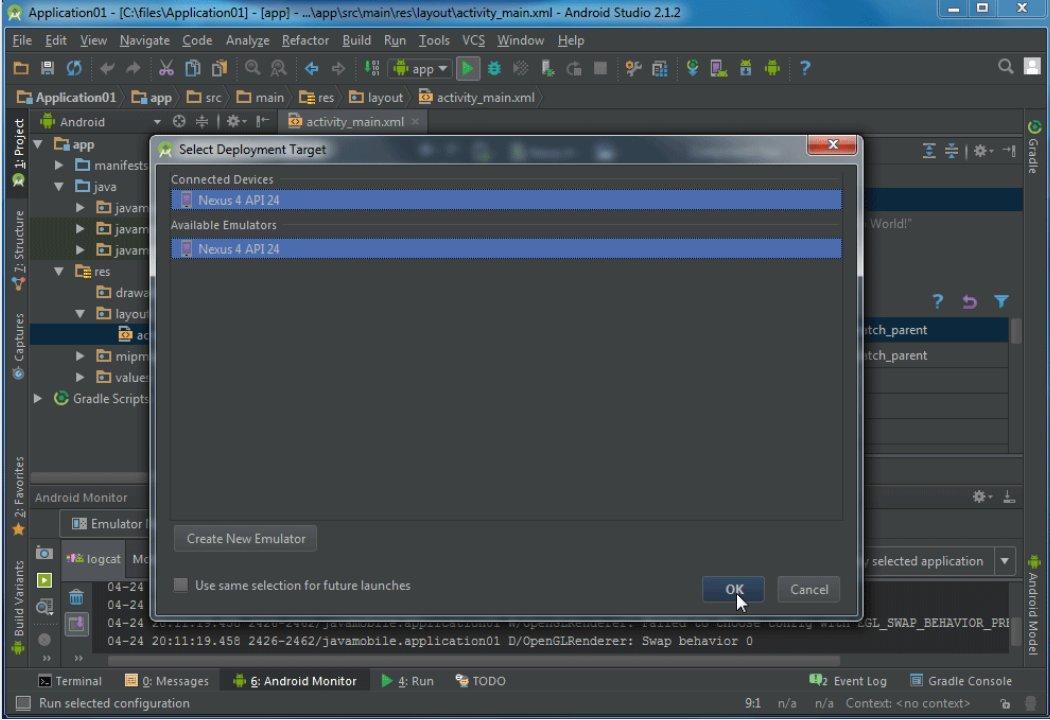 Application01 - [C:\files\Application01] - [app] - ...\app\src\main\res\layout\activity_main.xml - Android Studio 2.1.2
File Edit View Navigate Code Analyze Refactor Build Run Tools VCS Window Help
app
Application01 app src main res layout activity_main.xml
Android activity_main.xml
1: Project
7: Structure
Captures
2: Favorites
Build Variants
app
manifests
java
javam
javam
javam
res
drawa
layout
ac
mipm
values
Gradle Scripts
Select Deployment Target
Connected Devices
Nexus 4 API 24
Available Emulators
Nexus 4 API 24
Create New Emulator
Use same selection for future launches
OK Cancel
World!"
atch_parent
atch_parent
Gradle
Android Model
Android Monitor
Emulator
logcat
selected application
04-24
04-24
04-24 20:11:19.458 2426-2462/javamobile.application01 W/OpenGLRenderer: Failed to choose config with EGL_SWAP_BEHAVIOR_PRE
04-24 20:11:19.458 2426-2462/javamobile.application01 D/OpenGLRenderer: Swap behavior 0
Terminal 0: Messages 6: Android Monitor 4: Run TODO 2 Event Log Gradle Console
Run selected configuration 9:1 n/a n/a Context: <no context>